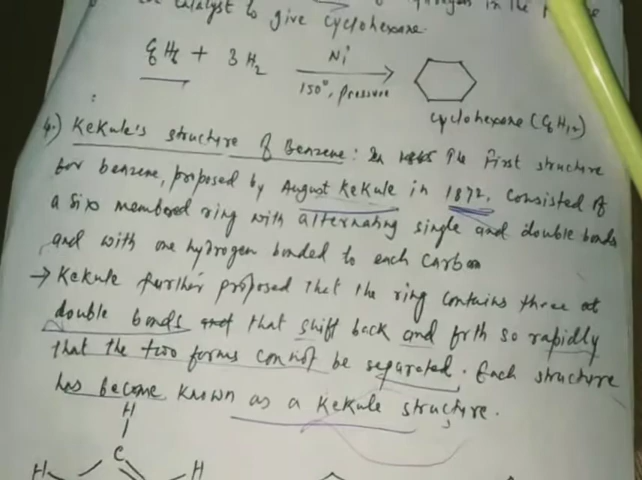 catalyst to give cyclohexane.
C6H6 + 3H2 Ni
150°, pressure
cyclohexane (C6H12)
4.) Kekule's structure of Benzene: The First structure
for benzene, proposed by August Kekule in 1872, consisted of
a six membered ring with alternating single and double bonds
and with one hydrogen bonded to each carbon
→ Kekule further proposed that the ring contains three
double bonds that shift back and forth so rapidly
that the two forms cannot be separated. Each structure
has become known as a Kekule structure.
H
C
H H